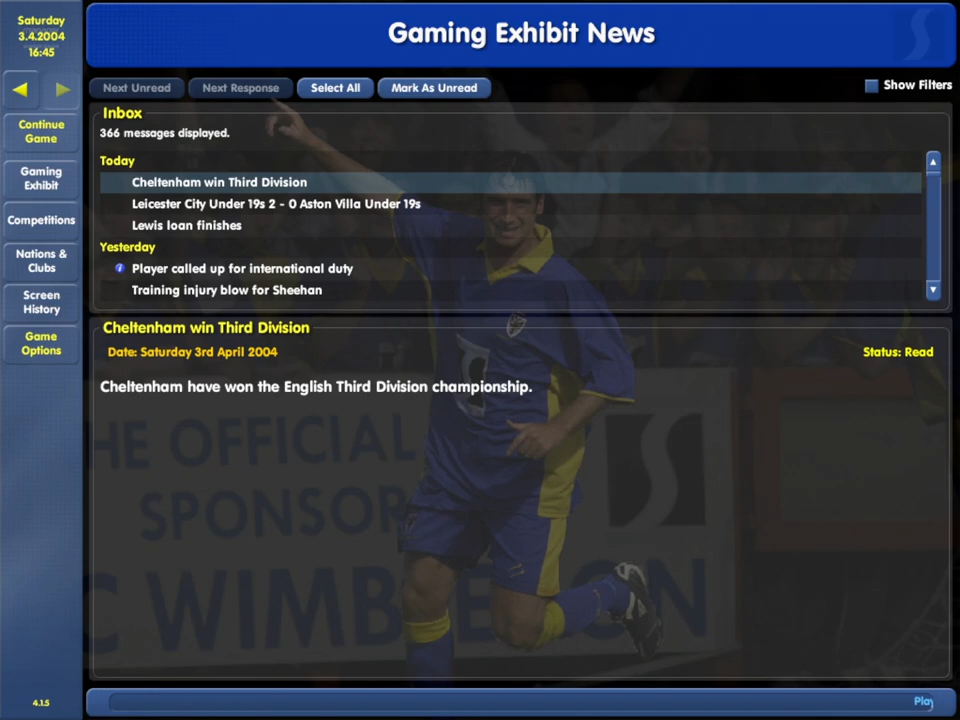 Saturday
3.4.2004
16:45
Gaming Exhibit News
Next Unread
Next Response
Select All
Mark As Unread
Show Filters
Continue
Game
Gaming
Exhibit
Competitions
Nations &
Clubs
Screen
History
Game
Options
Inbox
366 messages displayed.
Today
Cheltenham win Third Division
Leicester City Under 19s 2 - 0 Aston Villa Under 19s
Lewis loan finishes
Yesterday
Player called up for international duty
Training injury blow for Sheehan
Cheltenham win Third Division
Date: Saturday 3rd April 2004
Status: Read
Cheltenham have won the English Third Division championship.
HE OFFICIAL
SPONSOR
C WIMB
ON
4.1.5
Play